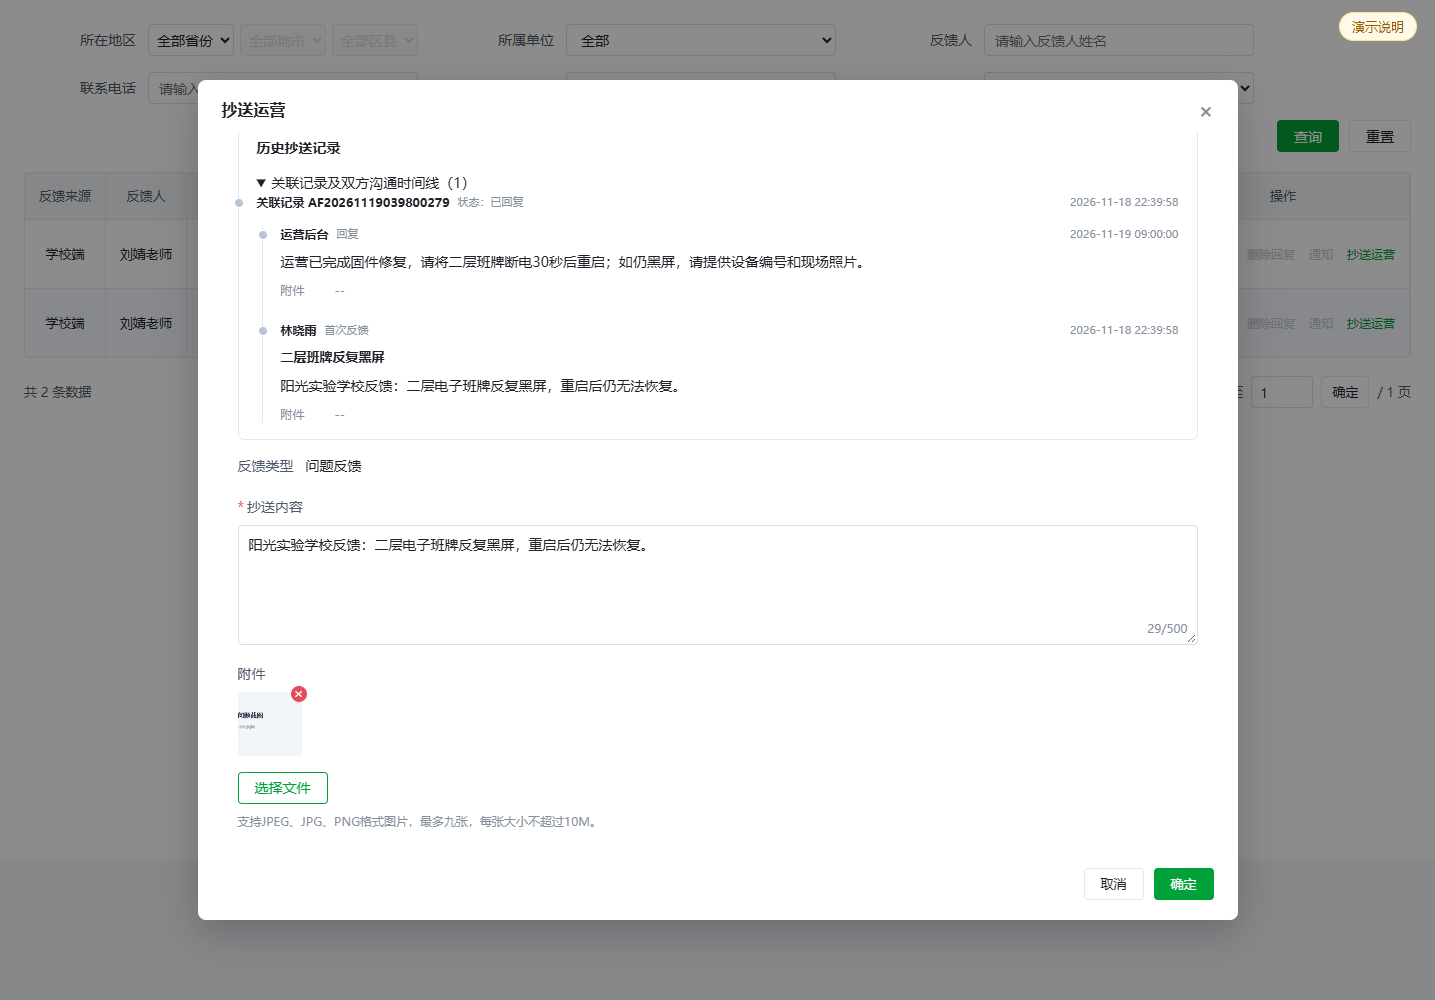 演示说明
所在地区 全部省份 全部地市 全部区县 所属单位 全部 反馈人 请输入反馈人姓名
联系电话 请输入
查询 重置
抄送运营
反馈来源 反馈人 操作
历史抄送记录
▼ 关联记录及双方沟通时间线（1）
关联记录 AF20261119039800279 状态：已回复 2026-11-18 22:39:58
学校端 刘婧老师 删除回复 通知 抄送运营
运营后台 回复 2026-11-19 09:00:00
运营已完成固件修复，请将二层班牌断电30秒后重启；如仍黑屏，请提供设备编号和现场照片。
附件 --
学校端 刘婧老师 删除回复 通知 抄送运营
林晓雨 首次反馈 2026-11-18 22:39:58
二层班牌反复黑屏
阳光实验学校反馈：二层电子班牌反复黑屏，重启后仍无法恢复。
共 2 条数据 至 1 确定 / 1 页
附件 --
反馈类型 问题反馈
*抄送内容
阳光实验学校反馈：二层电子班牌反复黑屏，重启后仍无法恢复。
29/500
附件
选择文件
支持JPEG、JPG、PNG格式图片，最多九张，每张大小不超过10M。
取消 确定